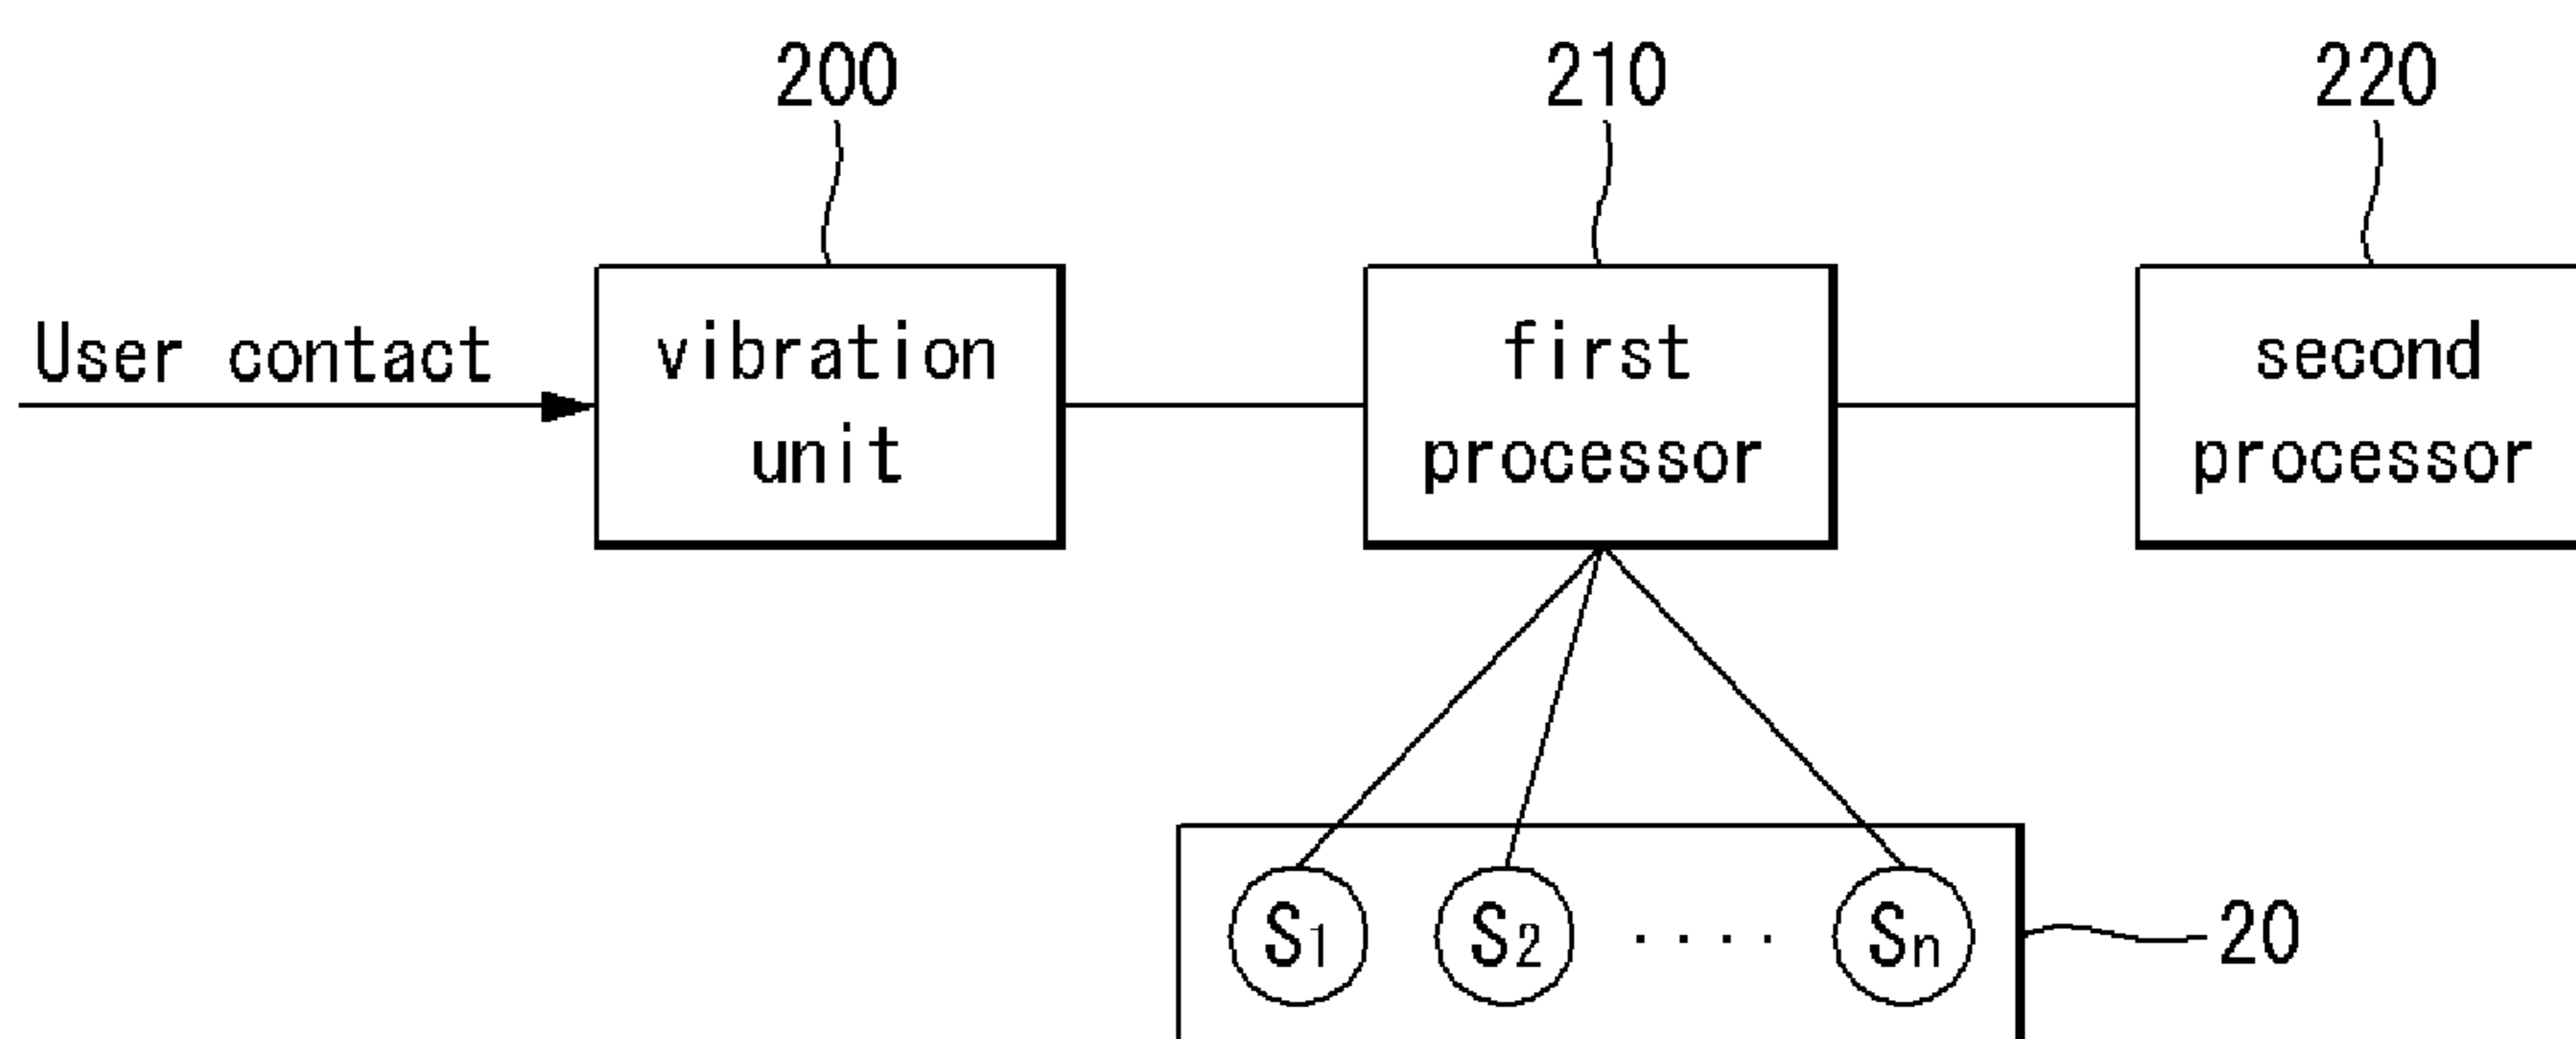 200 210 220
User contact
vibration
unit
first
processor
second
processor
S1 S2 ···· Sn
20